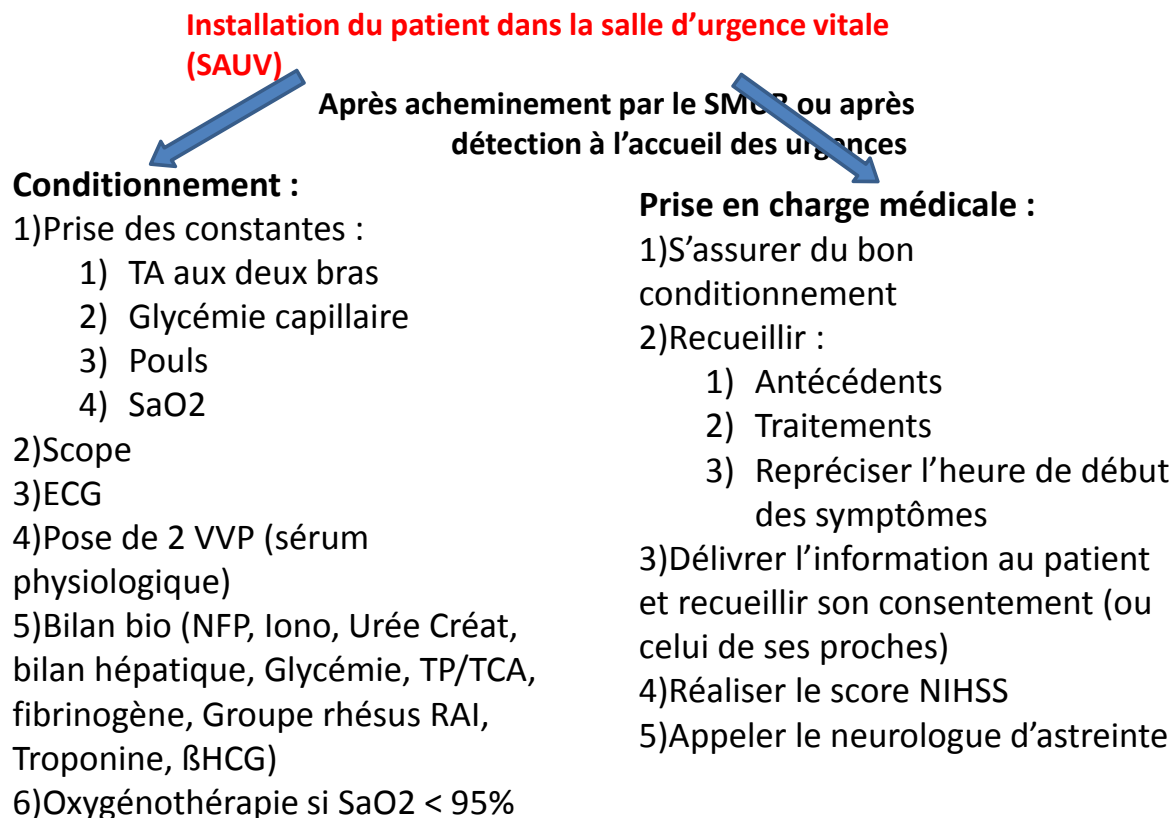 Installation du patient dans la salle d’urgence vitale
(SAUV)
Après acheminement par le SMUR ou après
détection à l’accueil des urgences
Conditionnement :
1)Prise des constantes :
1) TA aux deux bras
2) Glycémie capillaire
3) Pouls
4) SaO2
2)Scope
3)ECG
4)Pose de 2 VVP (sérum
physiologique)
5)Bilan bio (NFP, Iono, Urée Créat,
bilan hépatique, Glycémie, TP/TCA,
fibrinogène, Groupe rhésus RAI,
Troponine, ßHCG)
6)Oxygénothérapie si SaO2 < 95%
Prise en charge médicale :
1)S’assurer du bon
conditionnement
2)Recueillir :
1) Antécédents
2) Traitements
3) Repréciser l’heure de début
des symptômes
3)Délivrer l’information au patient
et recueillir son consentement (ou
celui de ses proches)
4)Réaliser le score NIHSS
5)Appeler le neurologue d’astreinte